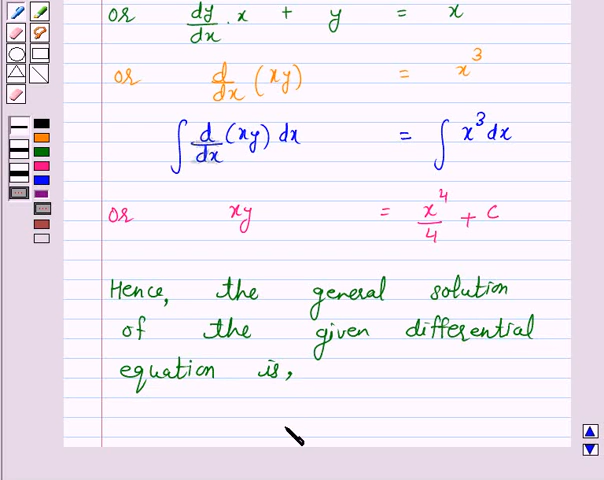 or dy/dx . x + y = x
or d/dx (xy) = x³
∫ d/dx (xy) dx = ∫ x³ dx
or xy = x⁴/4 + C
Hence, the general solution
of the given differential
equation is,